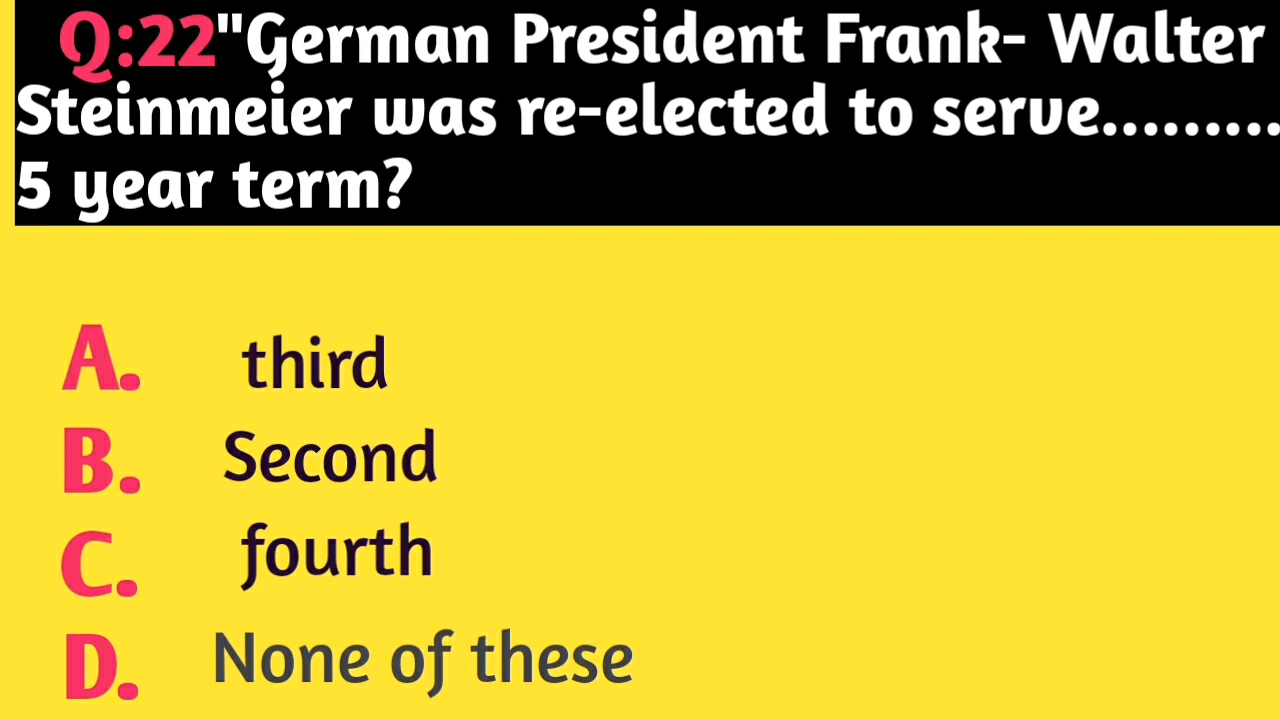 Q:22"German President Frank- Walter
Steinmeier was re-elected to serve.........
5 year term?
A. third
B. Second
C. fourth
D. None of these